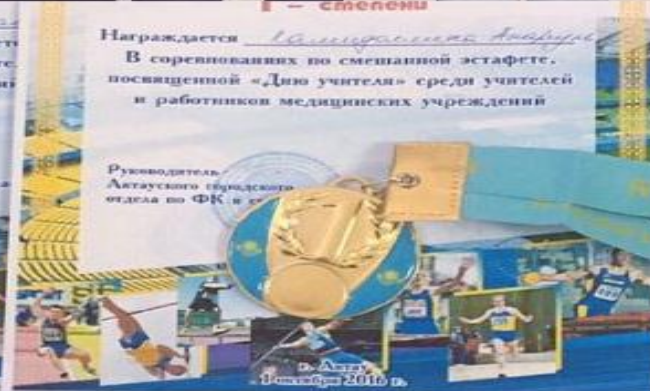 I – степени
Награждается
В соревнованиях по смешанной эстафете,
посвященной «Дню учителя» среди учителей
и работников медицинских учреждений
Руководитель
Актауского городского
отдела по ФК и
г. Актау
1 октября 2016 г.